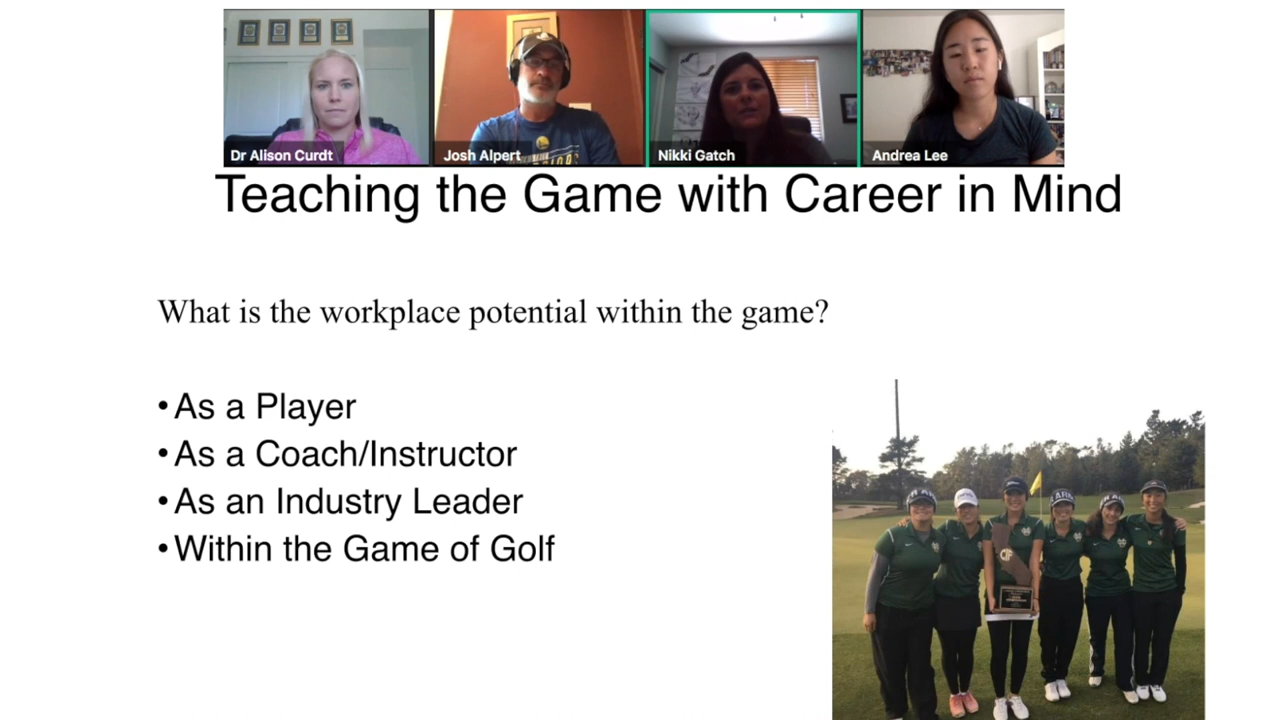 Dr Alison Curdt
Josh Alpert
Nikki Gatch
Andrea Lee
Teaching the Game with Career in Mind
What is the workplace potential within the game?
• As a Player
• As a Coach/Instructor
• As an Industry Leader
• Within the Game of Golf
CIF